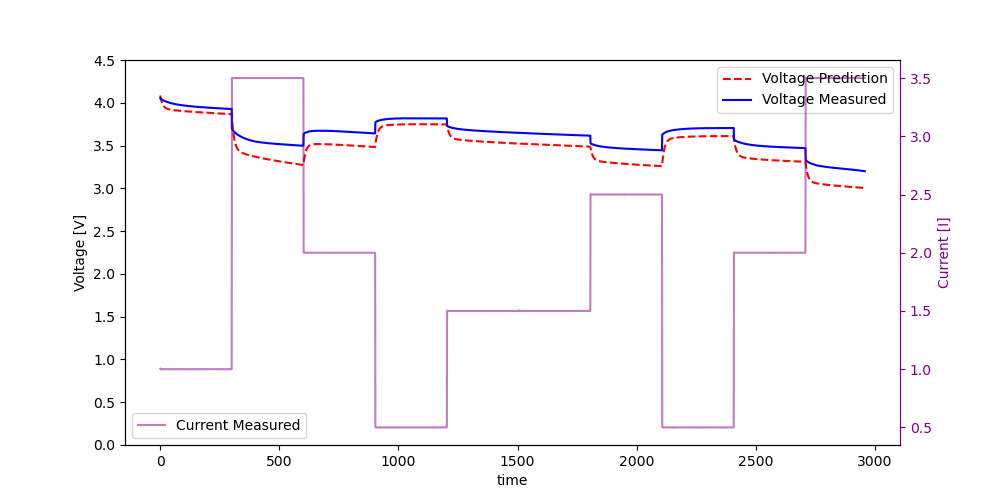 4.5
4.0
3.5
3.0
2.5
2.0
1.5
1.0
0.5
0.0
Voltage [V]
Voltage Prediction
Voltage Measured
Current Measured
3.5
3.0
2.5
2.0
1.5
1.0
0.5
Current [I]
0 500 1000 1500 2000 2500 3000
time